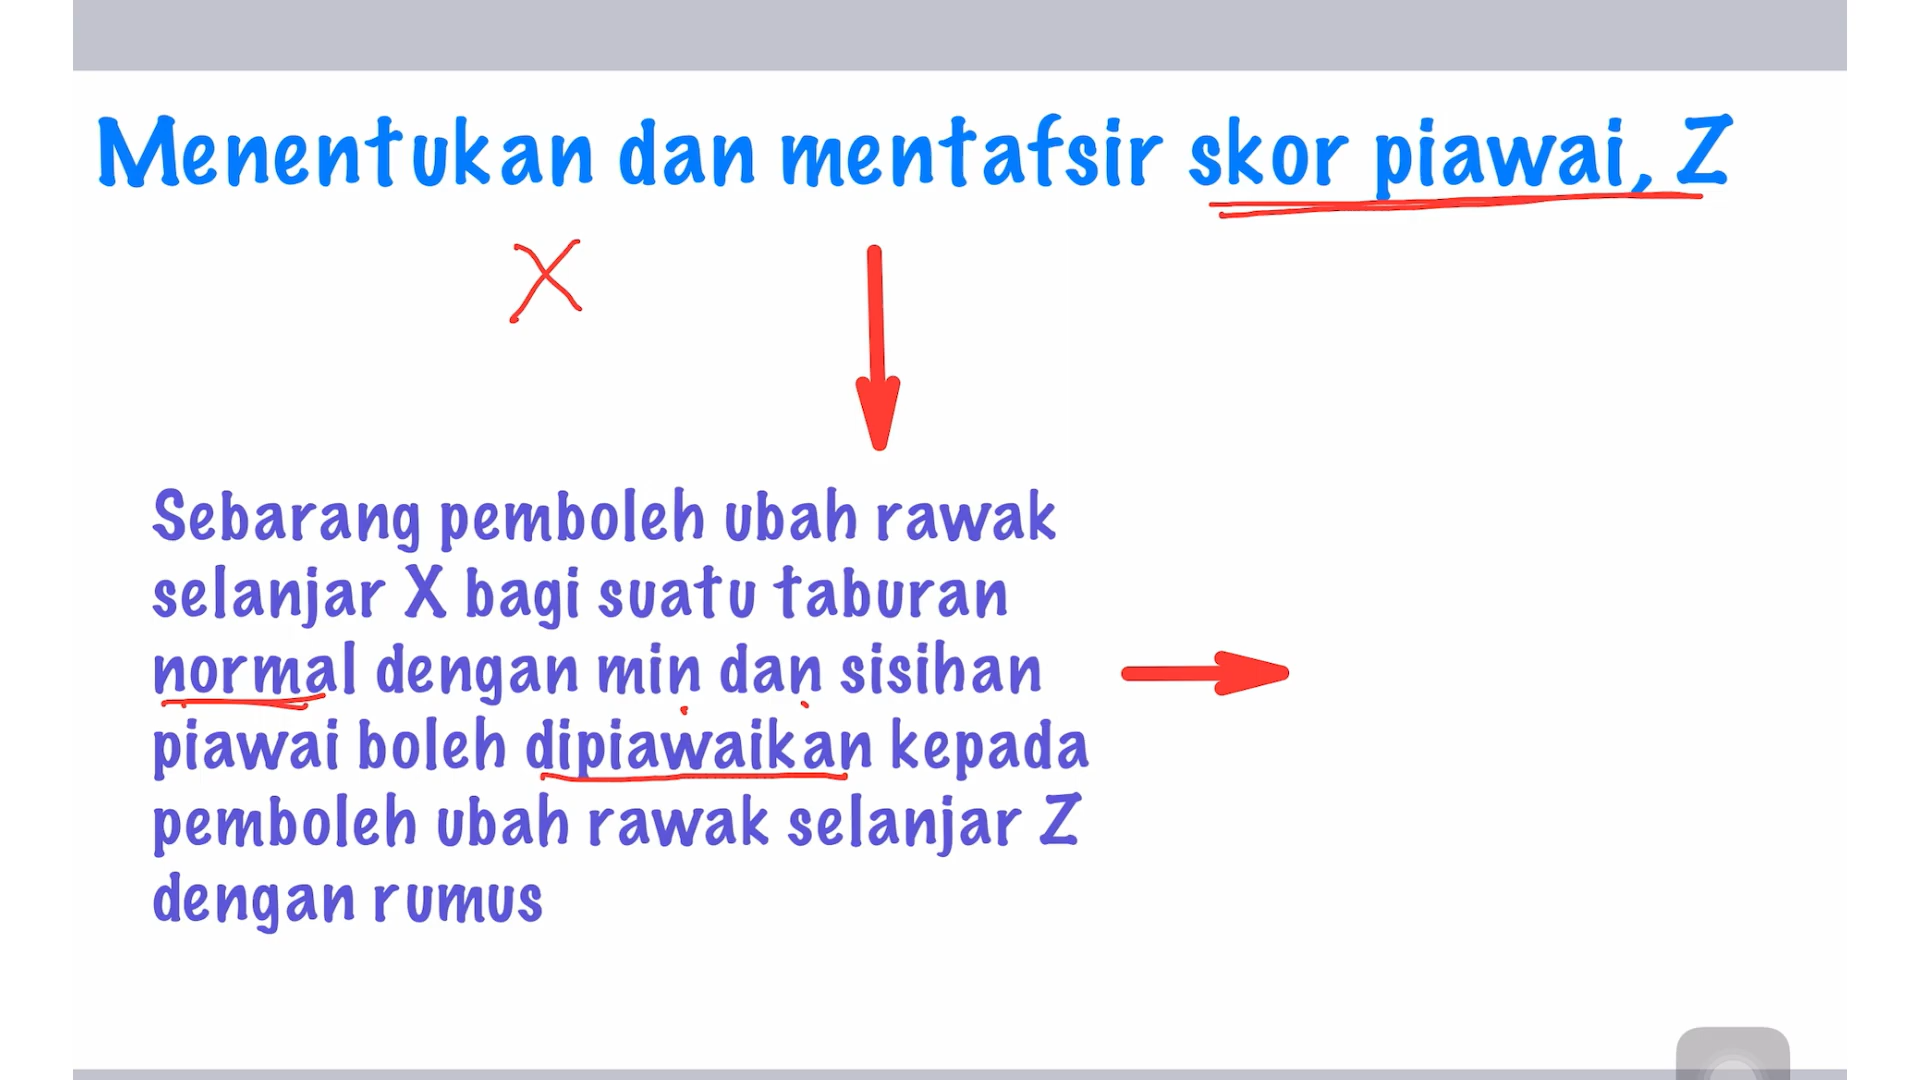 Menentukan dan mentafsir skor piawai, Z
X
Sebarang pemboleh ubah rawak
selanjar X bagi suatu taburan
normal dengan min dan sisihan
piawai boleh dipiawaikan kepada
pemboleh ubah rawak selanjar Z
dengan rumus